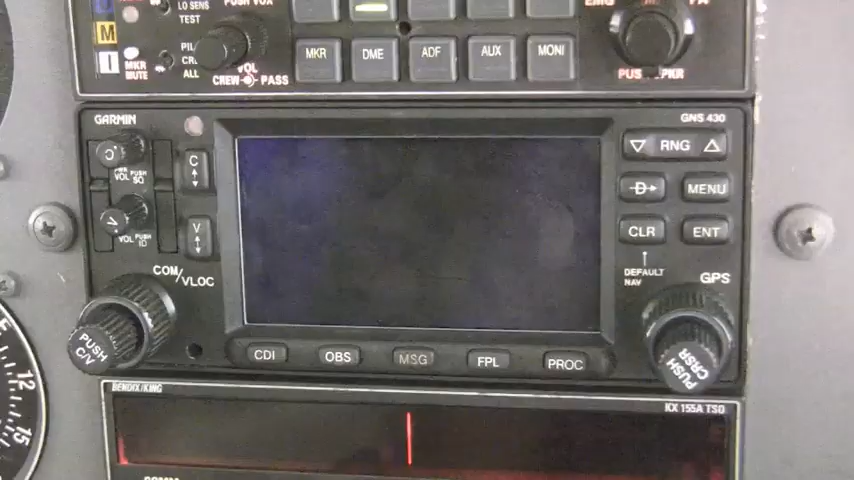 LO SENS
TEST
PUSH VOX
M
I
MKR
MUTE
ALL
VOL
CREW PASS
MKR DME ADF AUX MONI
GARMIN
GNS 430
C
PWR PUSH
VOL SQ
C
V
VOL PUSH
ID
V
COM/VLOC
PUSH
C/V
RNG
D
MENU
CLR
ENT
DEFAULT
NAV
GPS
PUSH
CRSR
CDI OBS MSG FPL PROC
BENDIX/KING
KX 155A TSO
12
15